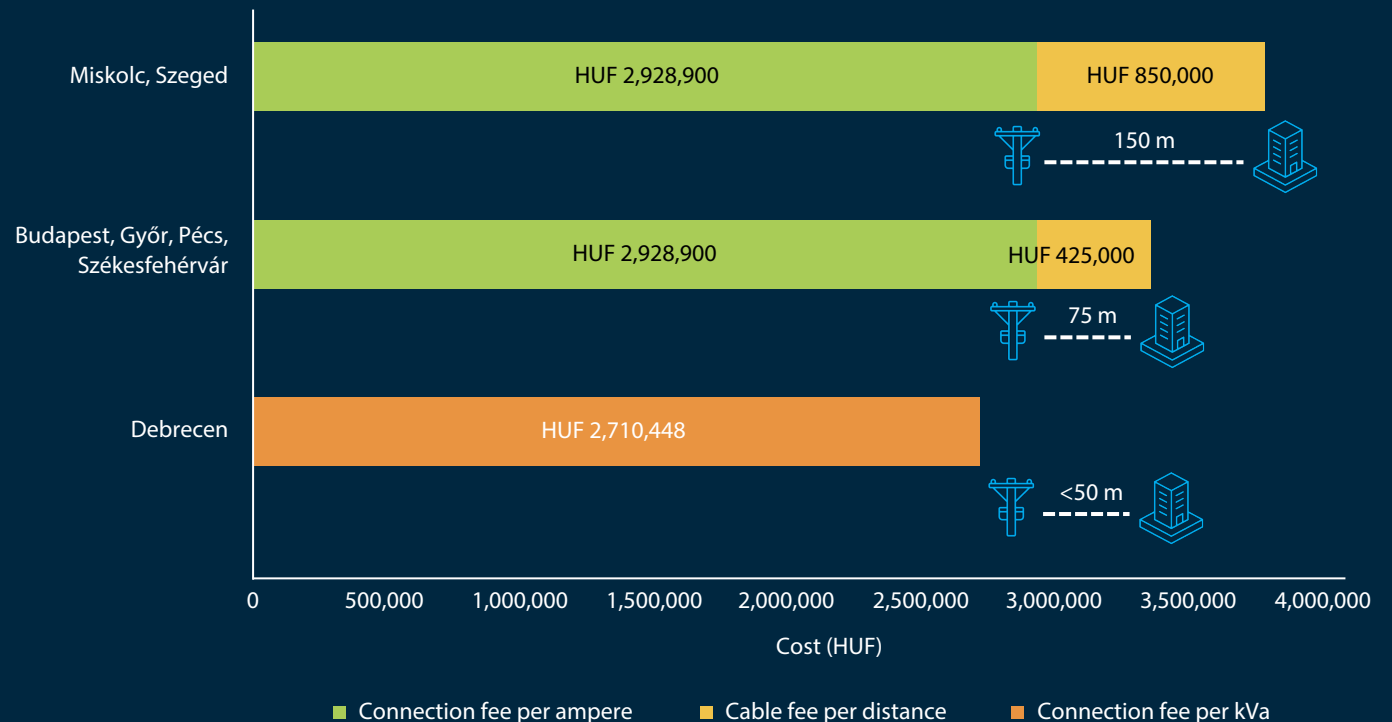 Miskolc, Szeged
HUF 2,928,900
HUF 850,000
150 m
Budapest, Győr, Pécs,
Székesfehérvár
HUF 2,928,900
HUF 425,000
75 m
Debrecen
HUF 2,710,448
<50 m
0 500,000 1,000,000 1,500,000 2,000,000 2,500,000 3,000,000 3,500,000 4,000,000
Cost (HUF)
Connection fee per ampere Cable fee per distance Connection fee per kVa